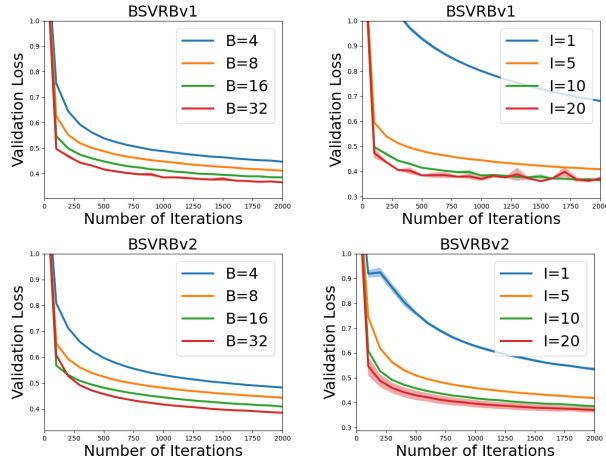 BSVRBv1
Validation Loss
1.0
0.9
0.8
0.7
0.6
0.5
0.4
B=4
B=8
B=16
B=32
0 250 500 750 1000 1250 1500 1750 2000
Number of Iterations
BSVRBv1
Validation Loss
1.0
0.9
0.8
0.7
0.6
0.5
0.4
I=1
I=5
I=10
I=20
0 250 500 750 1000 1250 1500 1750 2000
Number of Iterations
BSVRBv2
Validation Loss
1.0
0.9
0.8
0.7
0.6
0.5
0.4
B=4
B=8
B=16
B=32
0 250 500 750 1000 1250 1500 1750 2000
Number of Iterations
BSVRBv2
Validation Loss
1.0
0.9
0.8
0.7
0.6
0.5
0.4
0.3
I=1
I=5
I=10
I=20
0 250 500 750 1000 1250 1500 1750 2000
Number of Iterations